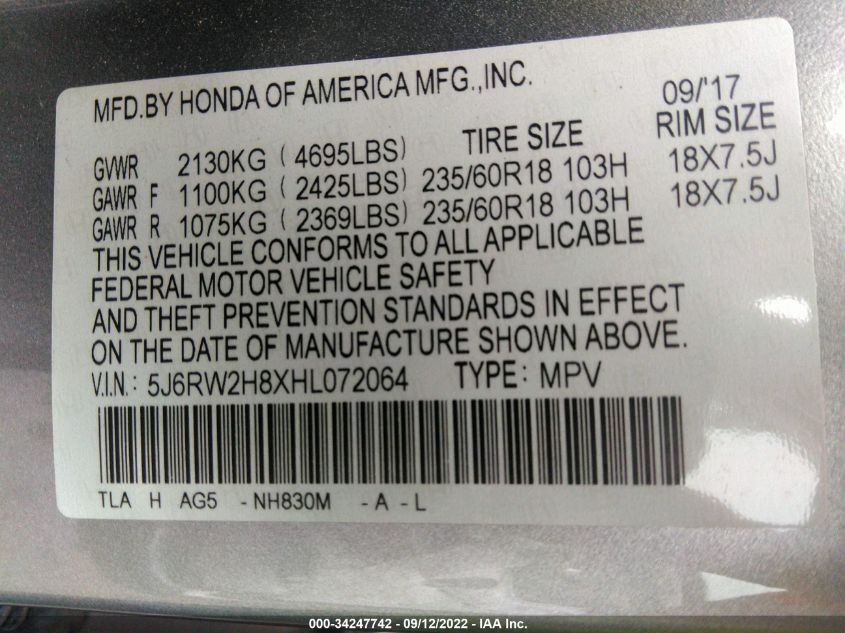 MFD.BY HONDA OF AMERICA MFG.,INC. 09/'17
TIRE SIZE RIM SIZE
GVWR 2130KG ( 4695LBS)
GAWR F 1100KG ( 2425LBS) 235/60R18 103H 18X7.5J
GAWR R 1075KG ( 2369LBS) 235/60R18 103H 18X7.5J
THIS VEHICLE CONFORMS TO ALL APPLICABLE
FEDERAL MOTOR VEHICLE SAFETY
AND THEFT PREVENTION STANDARDS IN EFFECT
ON THE DATE OF MANUFACTURE SHOWN ABOVE.
V.I.N.: 5J6RW2H8XHL072064 TYPE: MPV
TLA H AG5 -NH830M -A-L
000-34247742 - 09/12/2022 - IAA Inc.